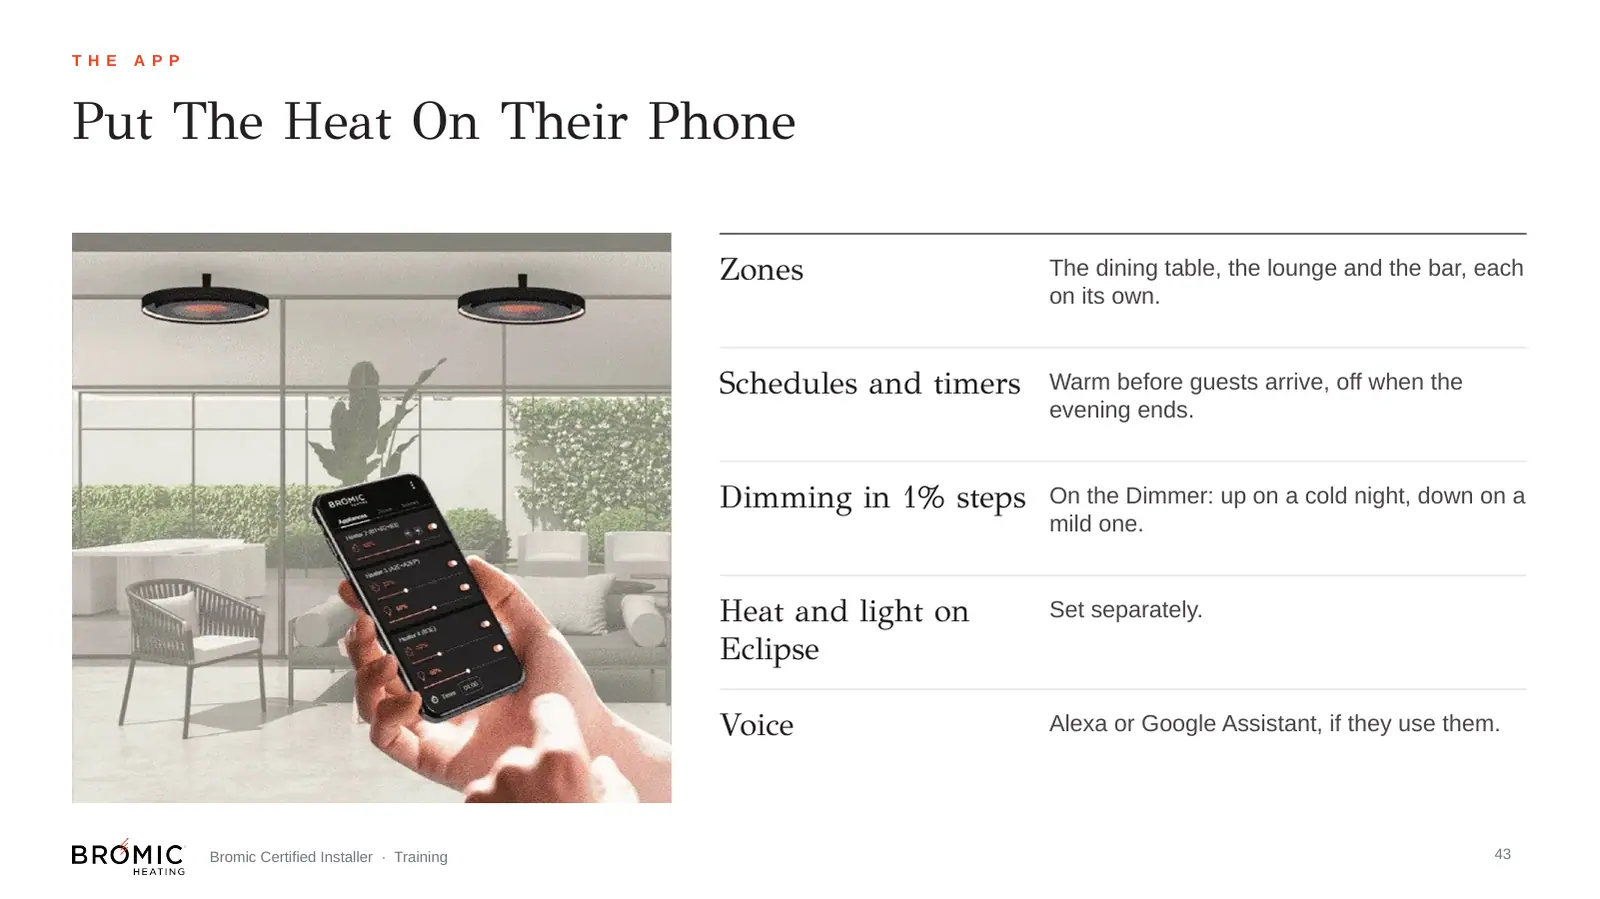 THE APP
Put The Heat On Their Phone
Zones
The dining table, the lounge and the bar, each
on its own.
Schedules and timers
Warm before guests arrive, off when the
evening ends.
Dimming in 1% steps
On the Dimmer: up on a cold night, down on a
mild one.
Heat and light on
Eclipse
Set separately.
Voice
Alexa or Google Assistant, if they use them.
BROMIC
Appliances
BROMIC
HEATING
Bromic Certified Installer · Training
43